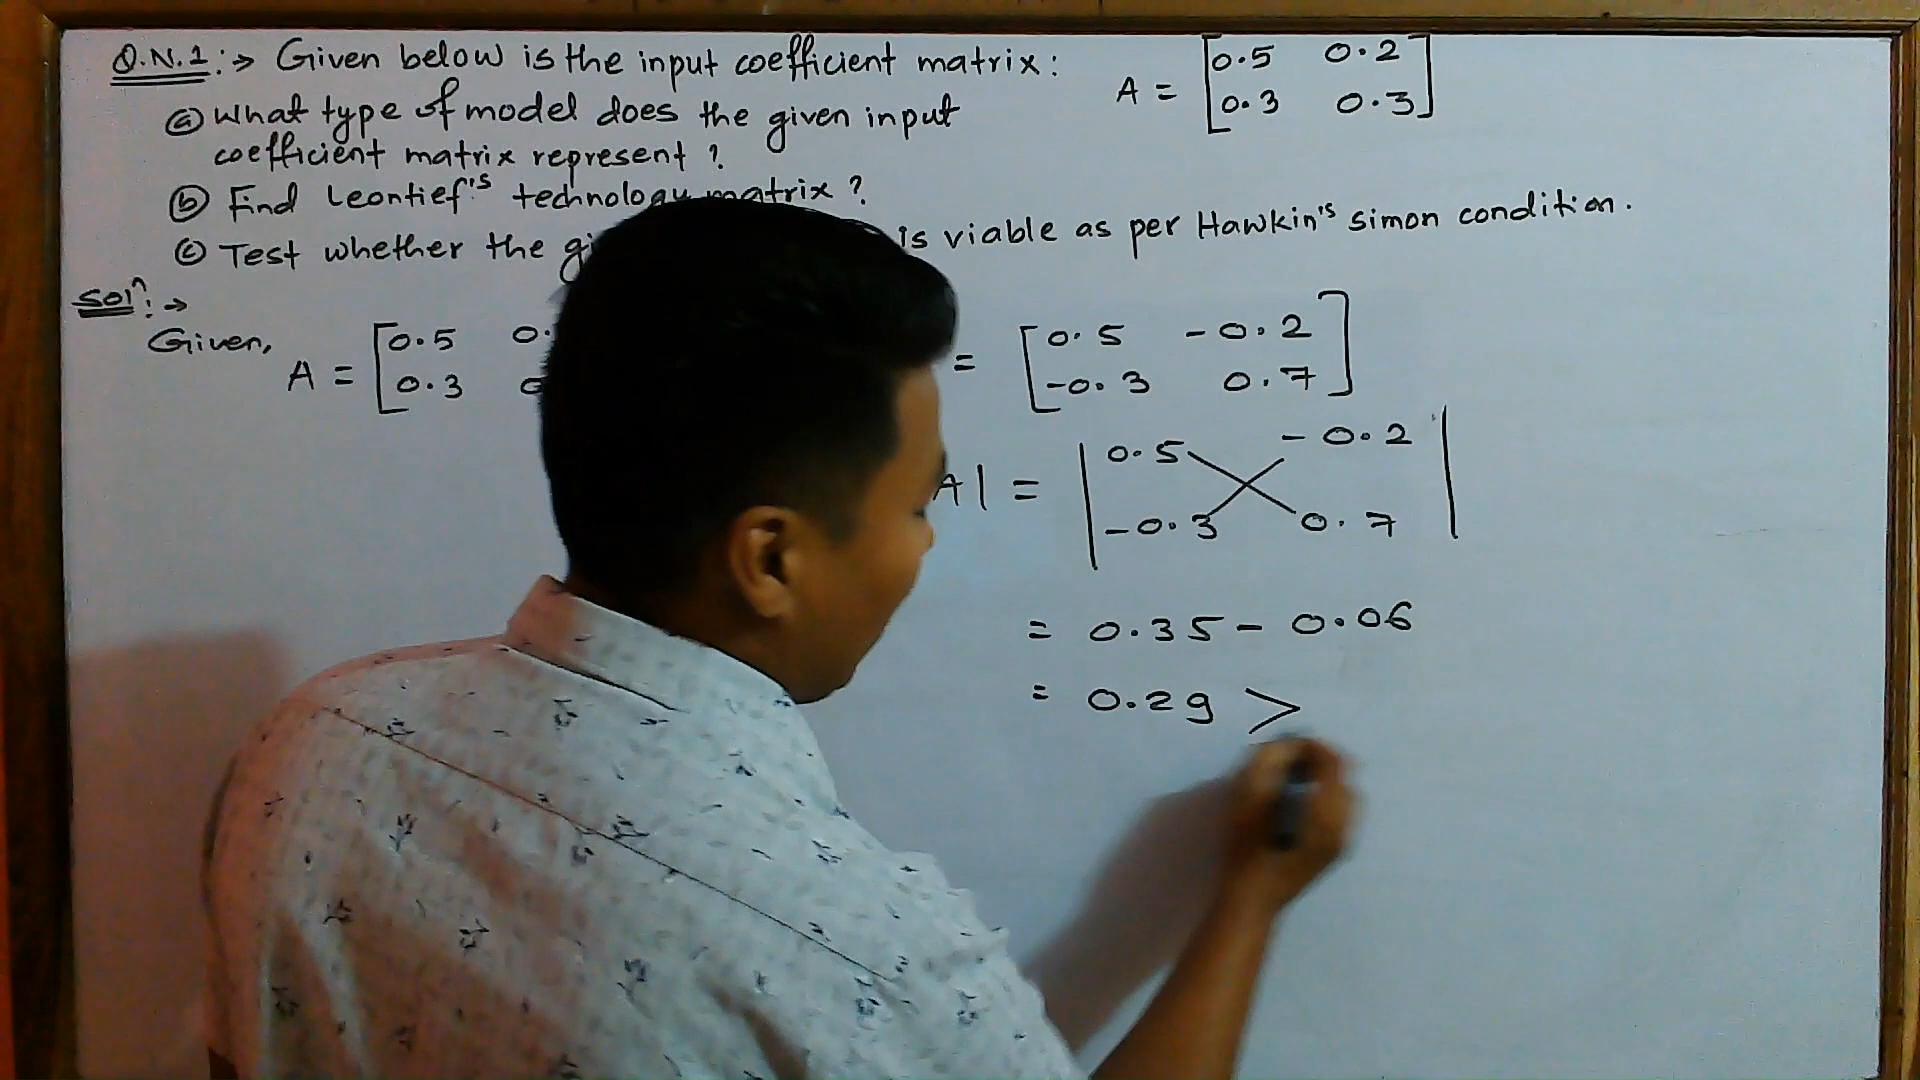 Q.N.1:→ Given below is the input coefficient matrix: A = [0.5 0.2
0.3 0.3]
ⓐ What type of model does the given input
coefficient matrix represent?
ⓑ Find Leontief's technology matrix?
ⓒ Test whether the is viable as per Hawkin's simon condition.
Solⁿ:→
Given, A = [0.5
0.3
= [0.5 -0.2
-0.3 0.7]
A| = |0.5 -0.2
-0.3 0.7|
= 0.35 - 0.06
= 0.29 >